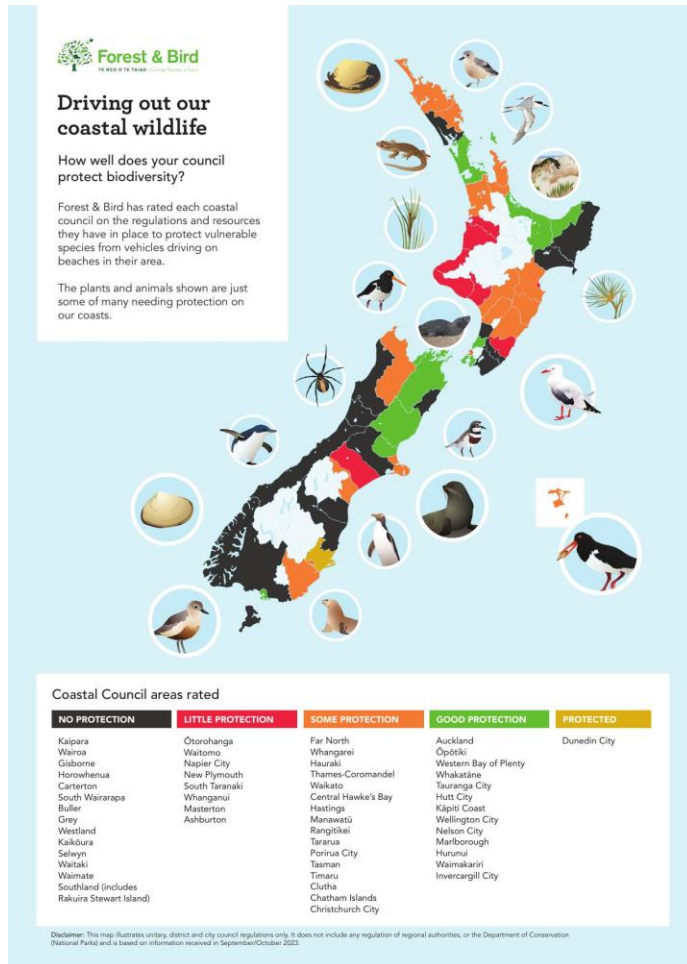 Forest & Bird
TE REO O TE TAIAO
Driving out our
coastal wildlife
How well does your council
protect biodiversity?
Forest & Bird has rated each coastal
council on the regulations and resources
they have in place to protect vulnerable
species from vehicles driving on
beaches in their area.
The plants and animals shown are just
some of many needing protection on
our coasts.
Coastal Council areas rated
NO PROTECTION
Kaipara
Wairoa
Gisborne
Horowhenua
Carterton
South Wairarapa
Buller
Grey
Westland
Kaikōura
Selwyn
Waitaki
Waimate
Southland (includes
Rakuira Stewart Island)
LITTLE PROTECTION
Ōtorohanga
Waitomo
Napier City
New Plymouth
South Taranaki
Whanganui
Masterton
Ashburton
SOME PROTECTION
Far North
Whangarei
Hauraki
Thames-Coromandel
Waikato
Central Hawke's Bay
Hastings
Manawatū
Rangitikei
Tararua
Porirua City
Tasman
Timaru
Clutha
Chatham Islands
Christchurch City
GOOD PROTECTION
Auckland
Ōpōtiki
Western Bay of Plenty
Whakatāne
Tauranga City
Hutt City
Kāpiti Coast
Wellington City
Nelson City
Marlborough
Hurunui
Waimakariri
Invercargill City
PROTECTED
Dunedin City
Disclaimer: This map illustrates unitary, district and city council regulations only. It does not include any regulation of regional authorities, or the Department of Conservation
(National Parks) and is based on information received in September/October 2023.